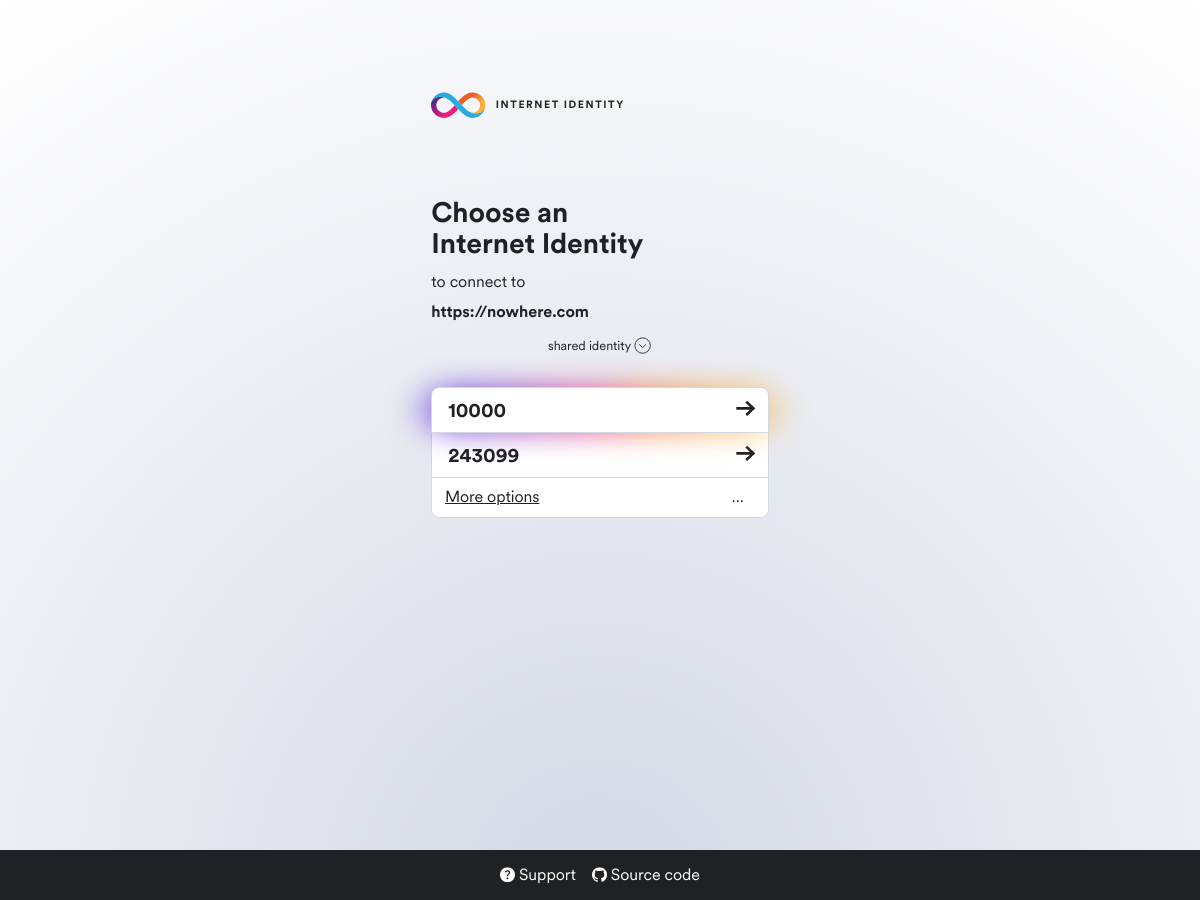 INTERNET IDENTITY
Choose an
Internet Identity
to connect to
https://nowhere.com
shared identity
10000
243099
More options ...
Support Source code